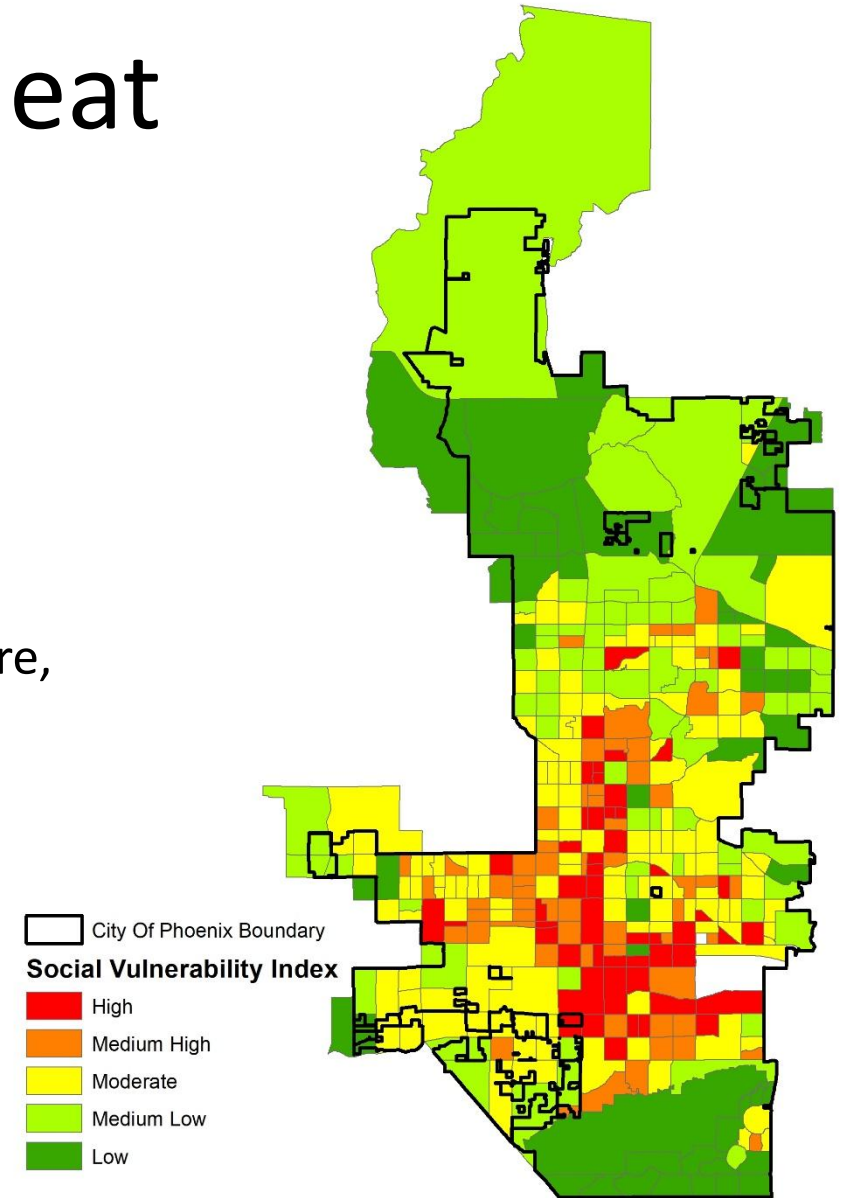 eat
re,
City Of Phoenix Boundary
Social Vulnerability Index
High
Medium High
Moderate
Medium Low
Low